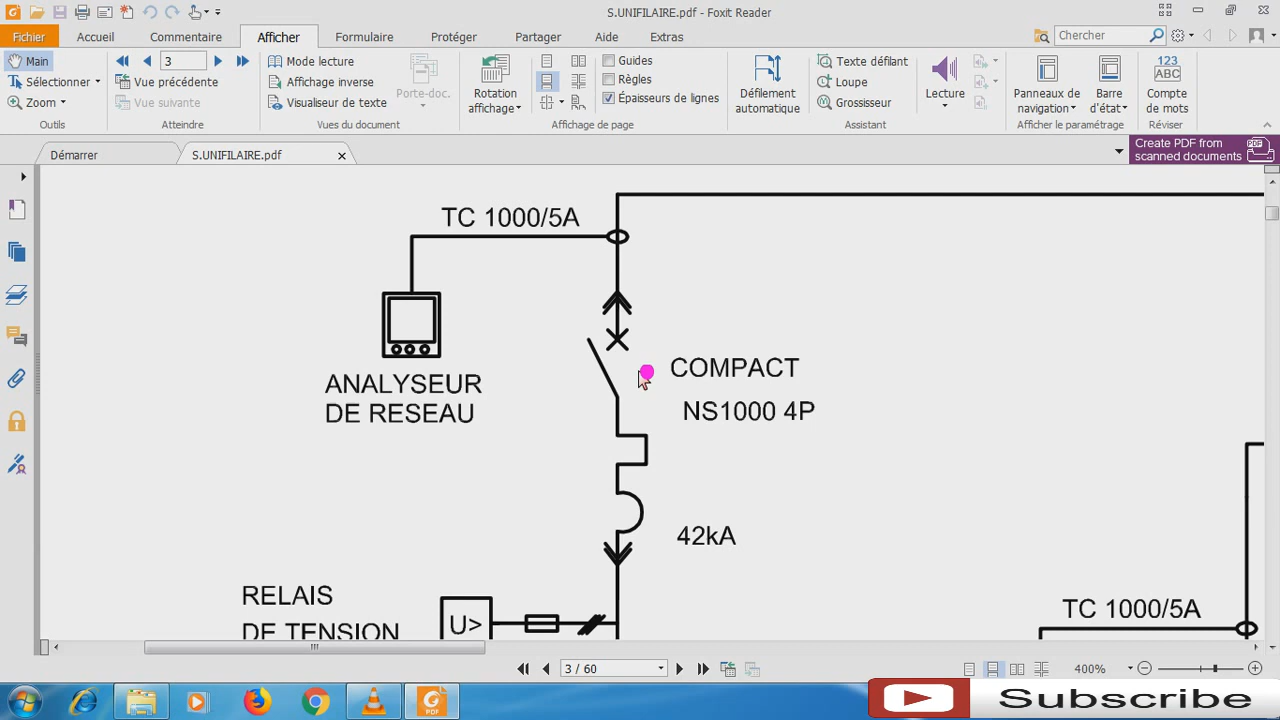 S.UNIFILAIRE.pdf - Foxit Reader
Fichier Accueil Commentaire Afficher Formulaire Protéger Partager Aide Extras Chercher
Main
Sélectionner
Zoom
Outils
3
Vue précédente
Vue suivante
Atteindre
Mode lecture
Affichage inverse
Visualiseur de texte
Vues du document
Porte-doc.
Rotation
affichage
Guides
Règles
Épaisseurs de lignes
Affichage de page
Défilement
automatique
Texte défilant
Loupe
Grossisseur
Assistant
Lecture
Panneaux de
navigation
Barre
d'état
Afficher le paramétrage
123
ABC
Compte
de mots
Réviser
Démarrer
S.UNIFILAIRE.pdf
Create PDF from
scanned documents
PDF
TC 1000/5A
ANALYSEUR
DE RESEAU
COMPACT
NS1000 4P
42kA
RELAIS
DE TENSION
U>
TC 1000/5A
3 / 60
400%
PDF
Subscribe